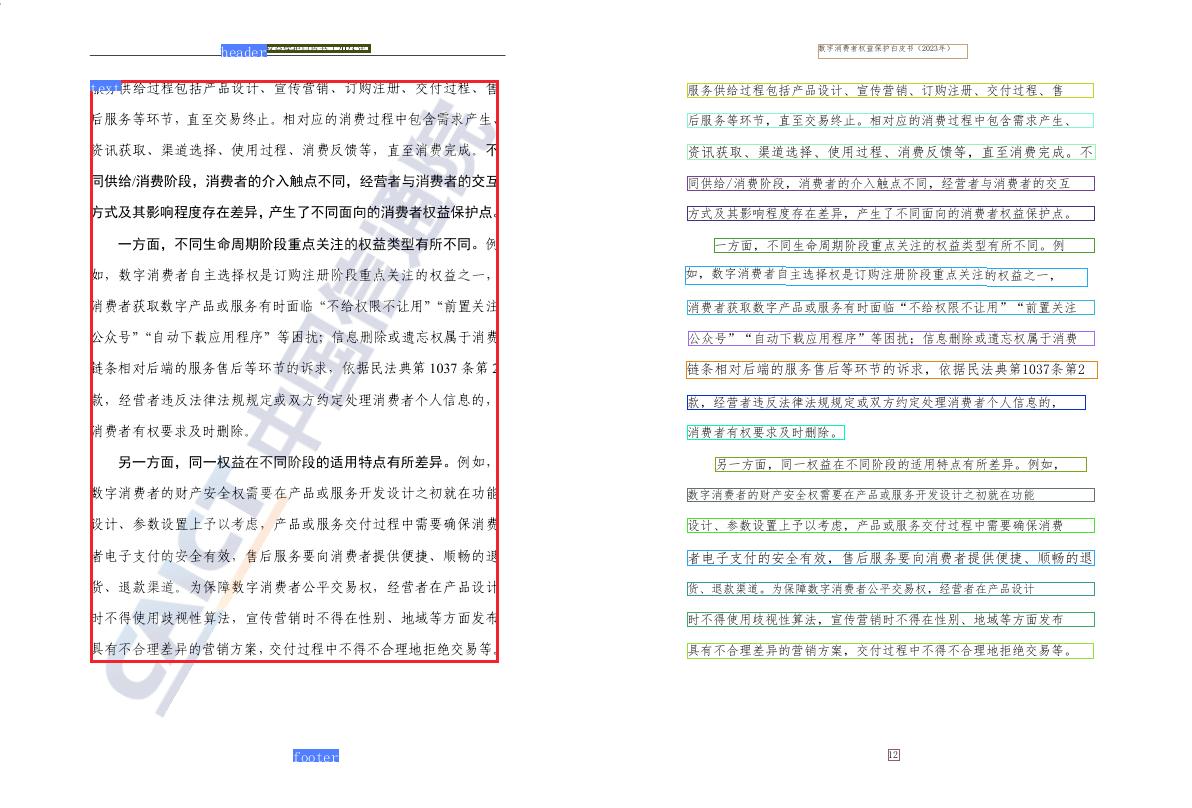 header
text
服务供给过程包括产品设计、宣传营销、订购注册、交付过程、售
后服务等环节，直至交易终止。相对应的消费过程中包含需求产生、
资讯获取、渠道选择、使用过程、消费反馈等，直至消费完成。不
同供给/消费阶段，消费者的介入触点不同，经营者与消费者的交互
方式及其影响程度存在差异，产生了不同面向的消费者权益保护点。
一方面，不同生命周期阶段重点关注的权益类型有所不同。例
如，数字消费者自主选择权是订购注册阶段重点关注的权益之一，
消费者获取数字产品或服务有时面临“不给权限不让用”“前置关注
公众号”“自动下载应用程序”等困扰；信息删除或遗忘权属于消费
链条相对后端的服务售后等环节的诉求，依据民法典第 1037 条第 2
款，经营者违反法律法规规定或双方约定处理消费者个人信息的，
消费者有权要求及时删除。
另一方面，同一权益在不同阶段的适用特点有所差异。例如，
数字消费者的财产安全权需要在产品或服务开发设计之初就在功能
设计、参数设置上予以考虑，产品或服务交付过程中需要确保消费
者电子支付的安全有效，售后服务要向消费者提供便捷、顺畅的退
货、退款渠道。为保障数字消费者公平交易权，经营者在产品设计
时不得使用歧视性算法，宣传营销时不得在性别、地域等方面发布
具有不合理差异的营销方案，交付过程中不得不合理地拒绝交易等。
CAICT 中国信通院
footer
数字消费者权益保护白皮书（2023年）
服务供给过程包括产品设计、宣传营销、订购注册、交付过程、售
后服务等环节，直至交易终止。相对应的消费过程中包含需求产生、
资讯获取、渠道选择、使用过程、消费反馈等，直至消费完成。不
同供给/消费阶段，消费者的介入触点不同，经营者与消费者的交互
方式及其影响程度存在差异，产生了不同面向的消费者权益保护点。
一方面，不同生命周期阶段重点关注的权益类型有所不同。例
如，数字消费者自主选择权是订购注册阶段重点关注的权益之一，
消费者获取数字产品或服务有时面临“不给权限不让用”“前置关注
公众号”“自动下载应用程序”等困扰；信息删除或遗忘权属于消费
链条相对后端的服务售后等环节的诉求，依据民法典第1037条第2
款，经营者违反法律法规规定或双方约定处理消费者个人信息的，
消费者有权要求及时删除。
另一方面，同一权益在不同阶段的适用特点有所差异。例如，
数字消费者的财产安全权需要在产品或服务开发设计之初就在功能
设计、参数设置上予以考虑，产品或服务交付过程中需要确保消费
者电子支付的安全有效，售后服务要向消费者提供便捷、顺畅的退
货、退款渠道。为保障数字消费者公平交易权，经营者在产品设计
时不得使用歧视性算法，宣传营销时不得在性别、地域等方面发布
具有不合理差异的营销方案，交付过程中不得不合理地拒绝交易等。
12